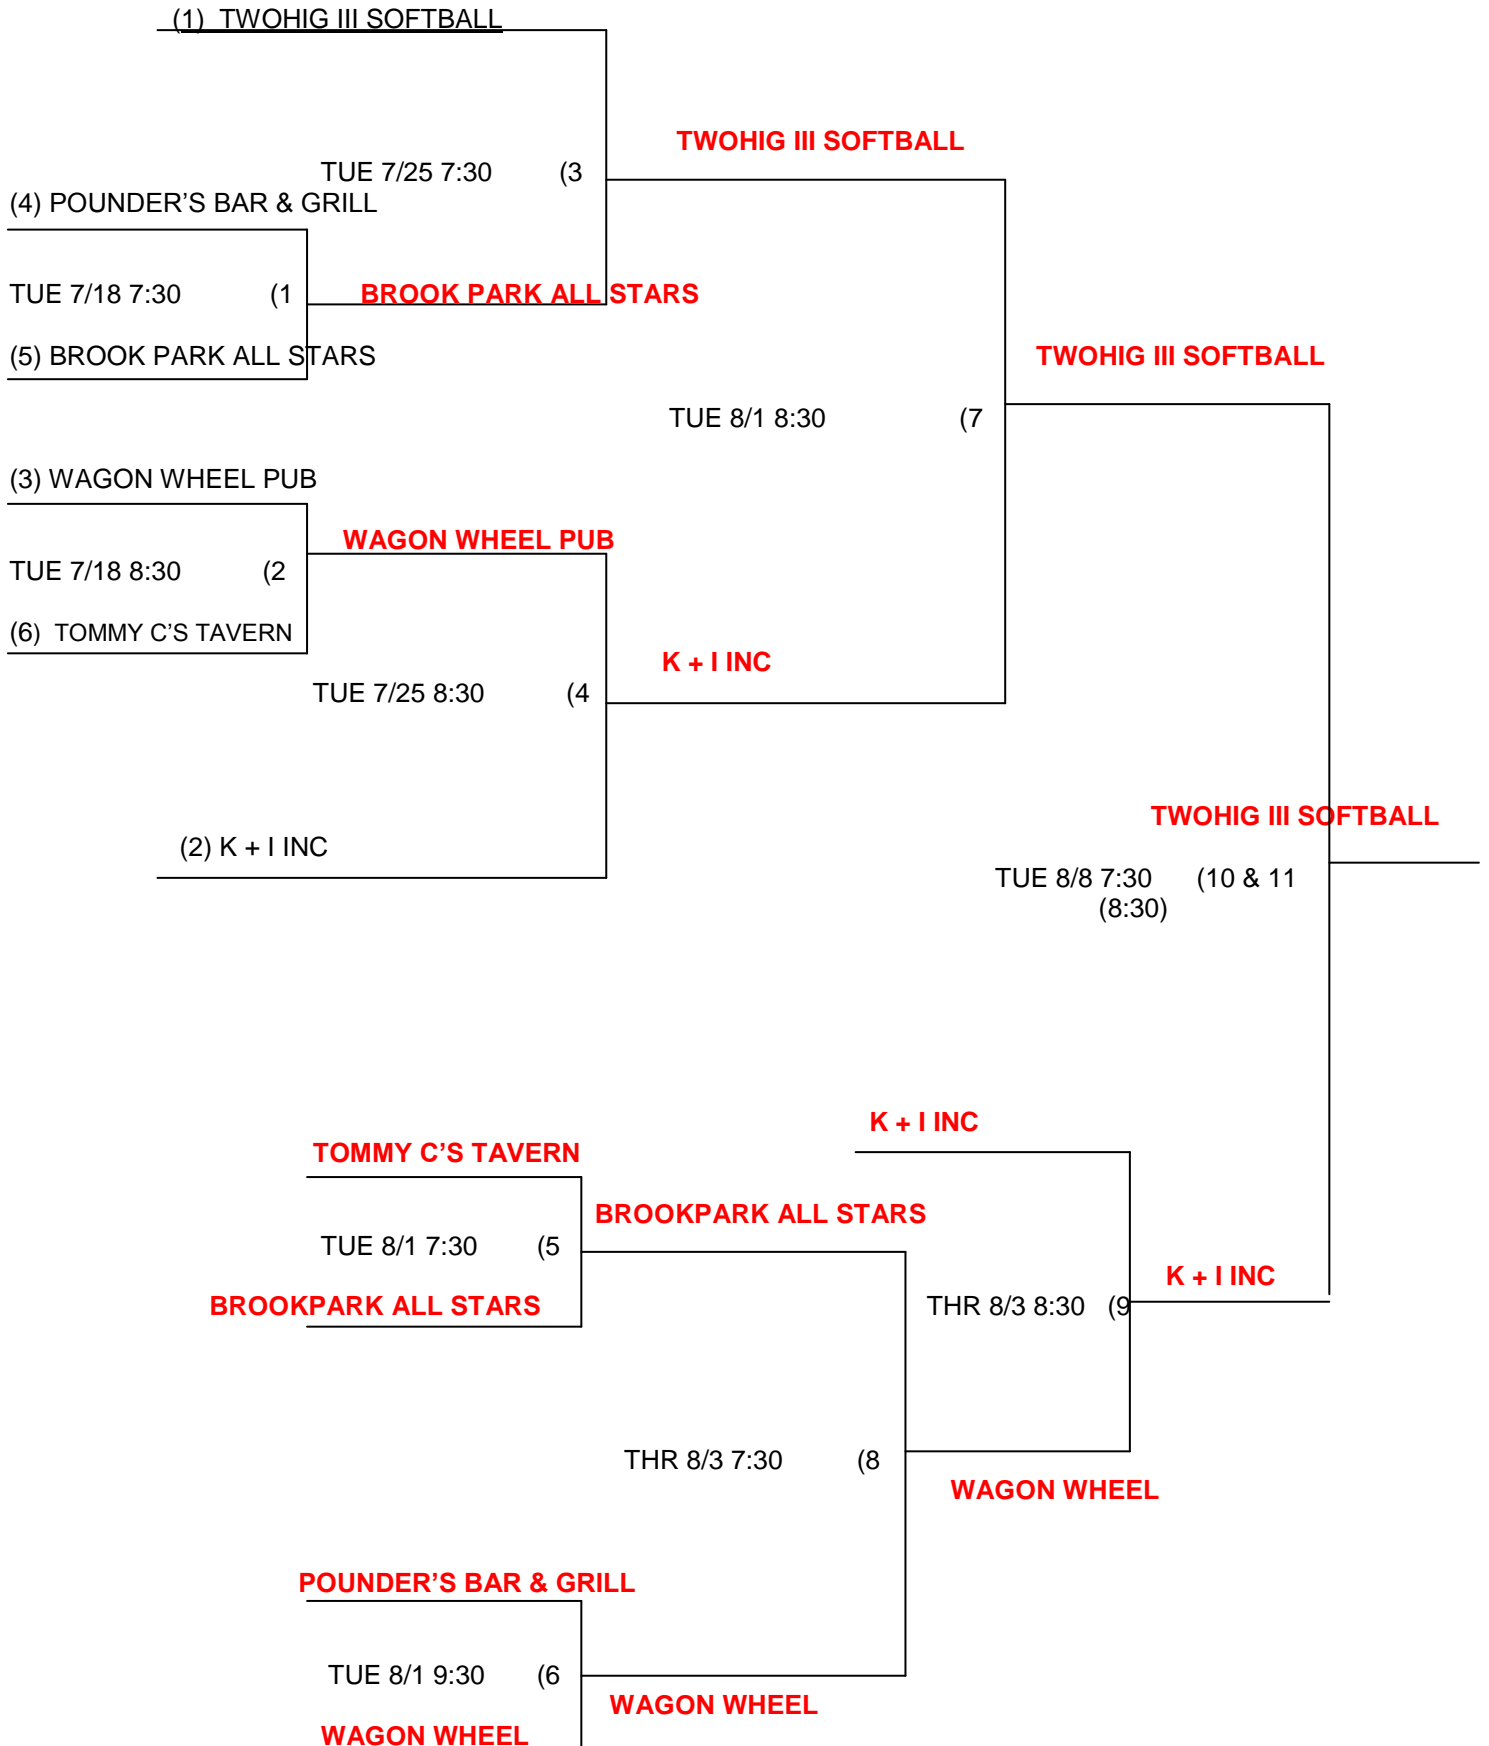 (1) TWOHIG III SOFTBALL
TWOHIG III SOFTBALL
TUE 7/25 7:30 (3
(4) POUNDER’S BAR & GRILL
TUE 7/18 7:30 (1 BROOK PARK ALL STARS
(5) BROOK PARK ALL STARS
TWOHIG III SOFTBALL
TUE 8/1 8:30 (7
(3) WAGON WHEEL PUB
WAGON WHEEL PUB
TUE 7/18 8:30 (2
(6) TOMMY C’S TAVERN
K + I INC
TUE 7/25 8:30 (4
TWOHIG III SOFTBALL
(2) K + I INC
TUE 8/8 7:30 (10 & 11
(8:30)
K + I INC
TOMMY C’S TAVERN
BROOKPARK ALL STARS
TUE 8/1 7:30 (5
K + I INC
BROOKPARK ALL STARS
THR 8/3 8:30 (9
THR 8/3 7:30 (8
WAGON WHEEL
POUNDER’S BAR & GRILL
TUE 8/1 9:30 (6
WAGON WHEEL
WAGON WHEEL